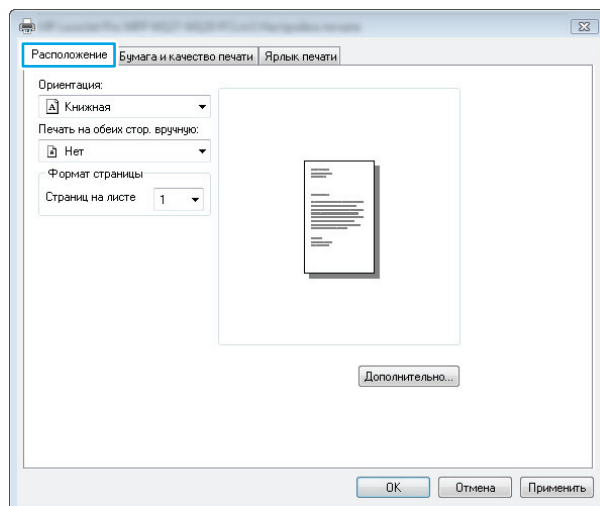 Расположение
Бумага и качество печати
Ярлык печати
Ориентация:
Книжная
Печать на обеих стор. вручную:
Нет
Формат страницы
Страниц на листе
1
Дополнительно...
OK
Отмена
Применить